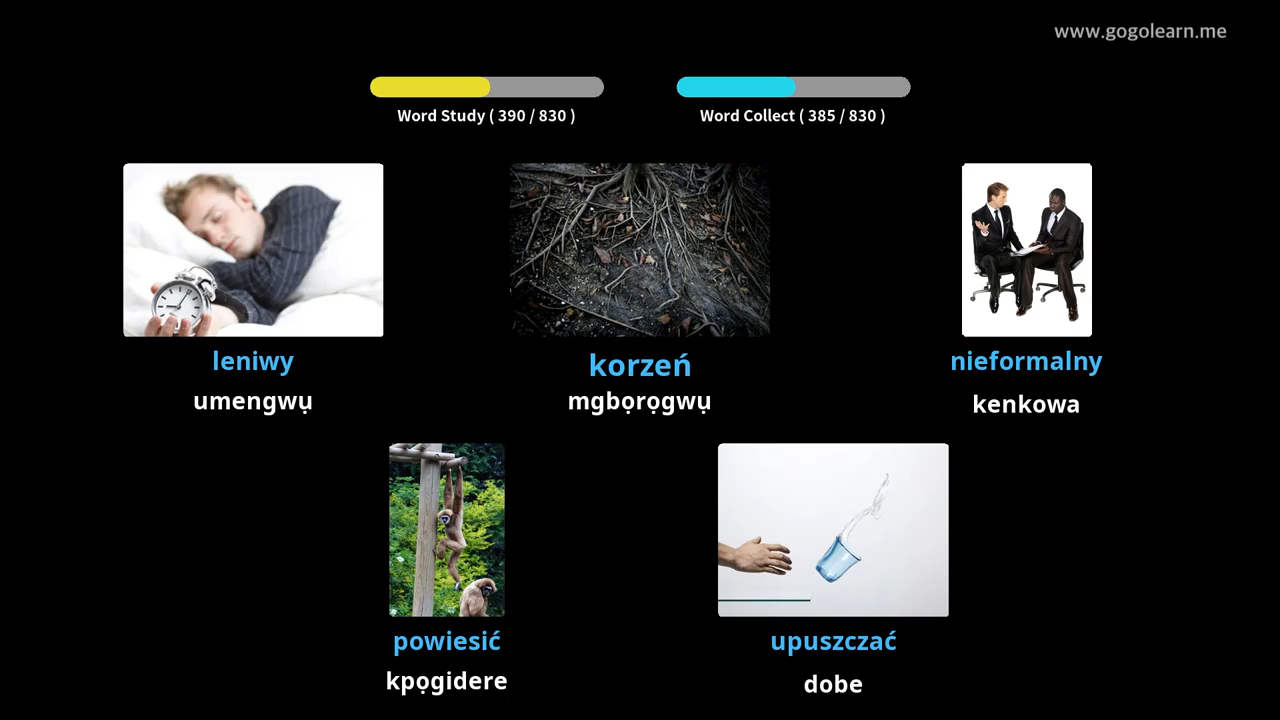 www.gogolearn.me
Word Study ( 390 / 830 )
Word Collect ( 385 / 830 )
leniwy
umengwụ
korzeń
mgbọrọgwụ
nieformalny
kenkowa
powiesić
kpọgidere
upuszczać
dobe